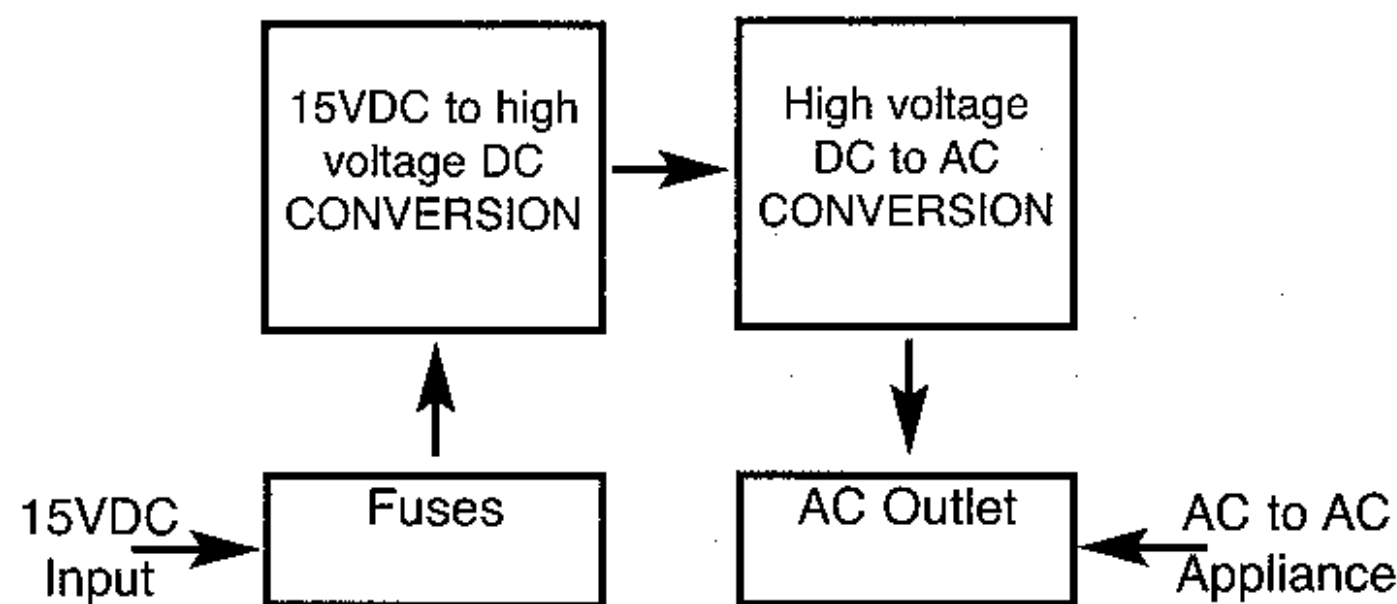 15VDC to high
voltage DC
CONVERSION
High voltage
DC to AC
CONVERSION
15VDC
Input
Fuses
AC Outlet
AC to AC
Appliance